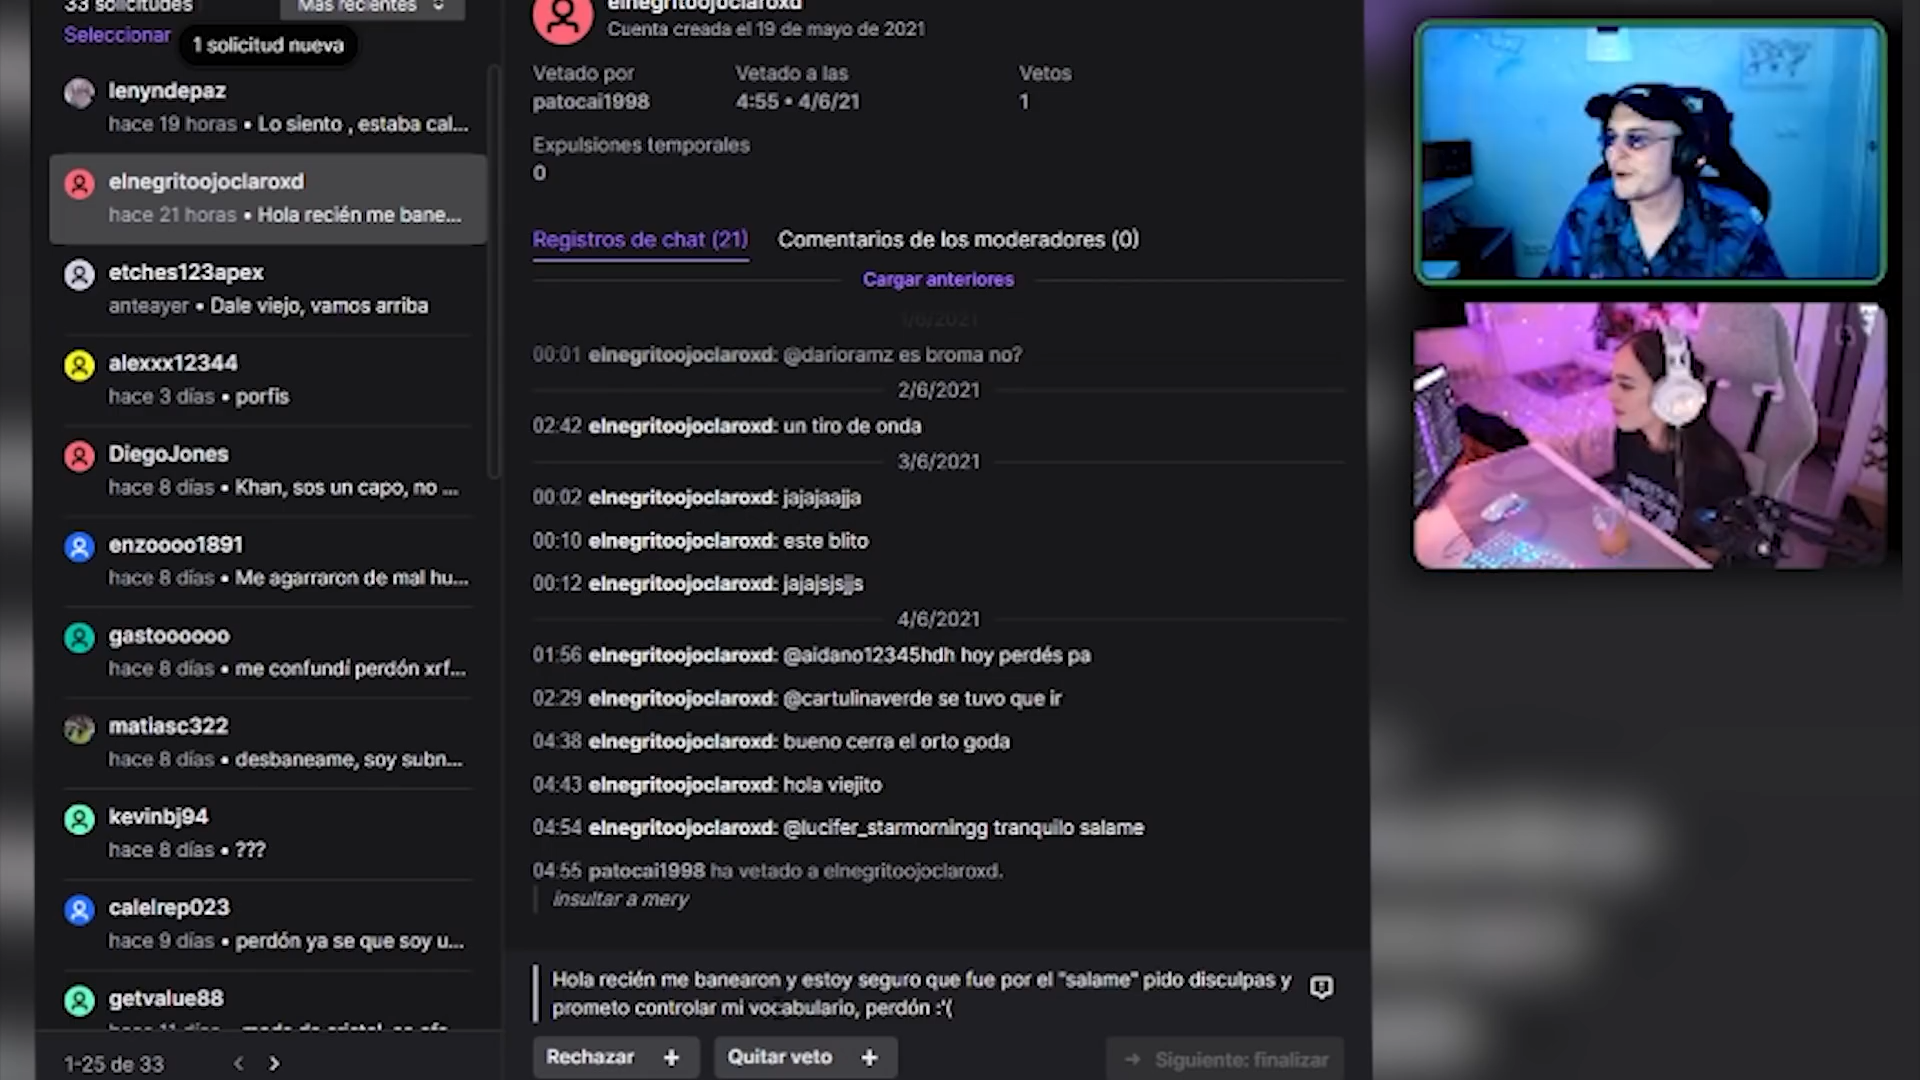 33 solicitudes
Más recientes
Seleccionar
1 solicitud nueva
lenyndepaz
hace 19 horas • Lo siento , estaba cal...
elnegritoojoclaroxd
hace 21 horas • Hola recién me bane...
etches123apex
anteayer • Dale viejo, vamos arriba
alexxx12344
hace 3 días • porfis
DiegoJones
hace 8 días • Khan, sos un capo, no ...
enzoooo1891
hace 8 días • Me agarraron de mal hu...
gastoooooo
hace 8 días • me confundí perdón xrf...
matiasc322
hace 8 días • desbaneame, soy subn...
kevinbj94
hace 8 días • ???
calelrep023
hace 9 días • perdón ya se que soy u...
getvalue88
hace 11 días
1-25 de 33
elnegritoojoclaroxd
Cuenta creada el 19 de mayo de 2021
Vetado por
patocai1998
Vetado a las
4:55 • 4/6/21
Vetos
1
Expulsiones temporales
0
Registros de chat (21)
Comentarios de los moderadores (0)
Cargar anteriores
1/6/2021
00:01 elnegritoojoclaroxd: @darioramz es broma no?
2/6/2021
02:42 elnegritoojoclaroxd: un tiro de onda
3/6/2021
00:02 elnegritoojoclaroxd: jajajaajja
00:10 elnegritoojoclaroxd: este blito
00:12 elnegritoojoclaroxd: jajajsjsjjs
4/6/2021
01:56 elnegritoojoclaroxd: @aidano12345hdh hoy perdés pa
02:29 elnegritoojoclaroxd: @cartulinaverde se tuvo que ir
04:38 elnegritoojoclaroxd: bueno cerra el orto goda
04:43 elnegritoojoclaroxd: hola viejito
04:54 elnegritoojoclaroxd: @lucifer_starmorningg tranquilo salame
04:55 patocai1998 ha vetado a elnegritoojoclaroxd.
insultar a mery
Hola recién me banearon y estoy seguro que fue por el "salame" pido disculpas y
prometo controlar mi vocabulario, perdón :'(
Rechazar +
Quitar veto +
→ Siguiente: finalizar